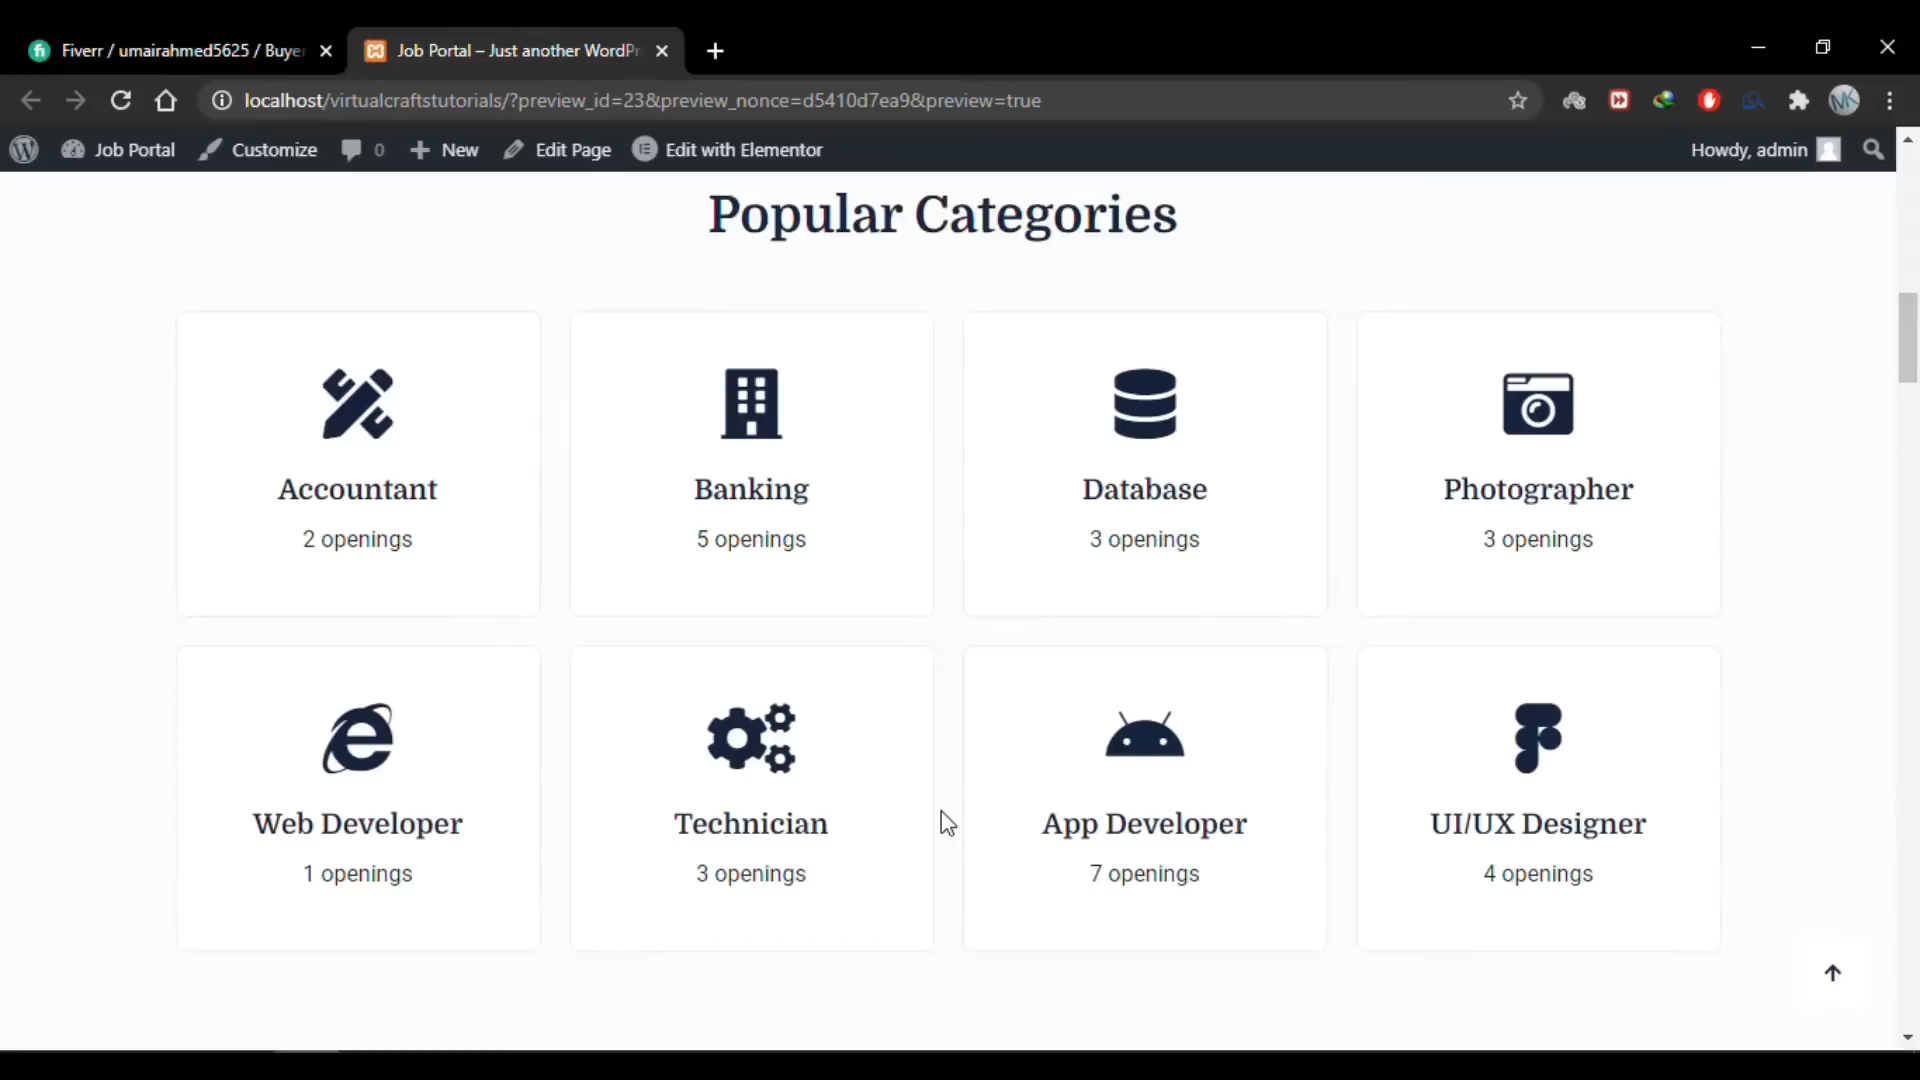 Fiverr / umairahmed5625 / Buye
Job Portal – Just another WordPr
localhost/virtualcraftstutorials/?preview_id=23&preview_nonce=d5410d7ea9&preview=true
MK
Job Portal
Customize
0
New
Edit Page
Edit with Elementor
Howdy, admin
Popular Categories
Accountant
Banking
Database
Photographer
2 openings
5 openings
3 openings
3 openings
Web Developer
Technician
App Developer
UI/UX Designer
1 openings
3 openings
7 openings
4 openings